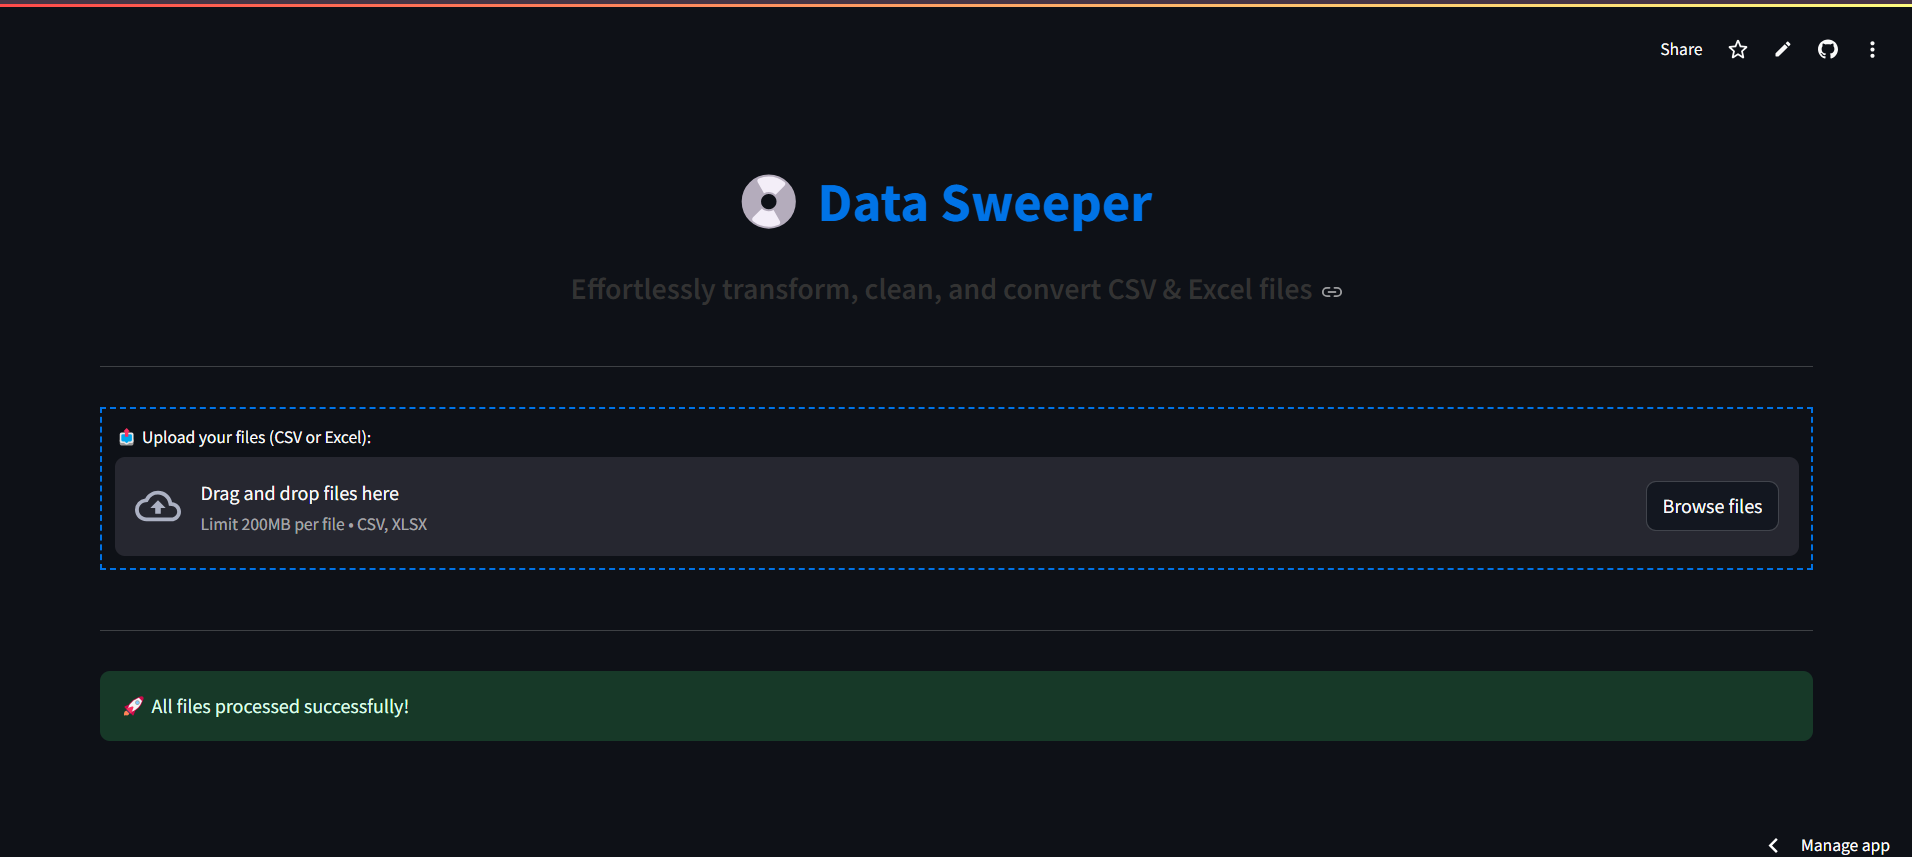 Share
Data Sweeper
Effortlessly transform, clean, and convert CSV & Excel files
Upload your files (CSV or Excel):
Drag and drop files here
Limit 200MB per file • CSV, XLSX
Browse files
All files processed successfully!
Manage app